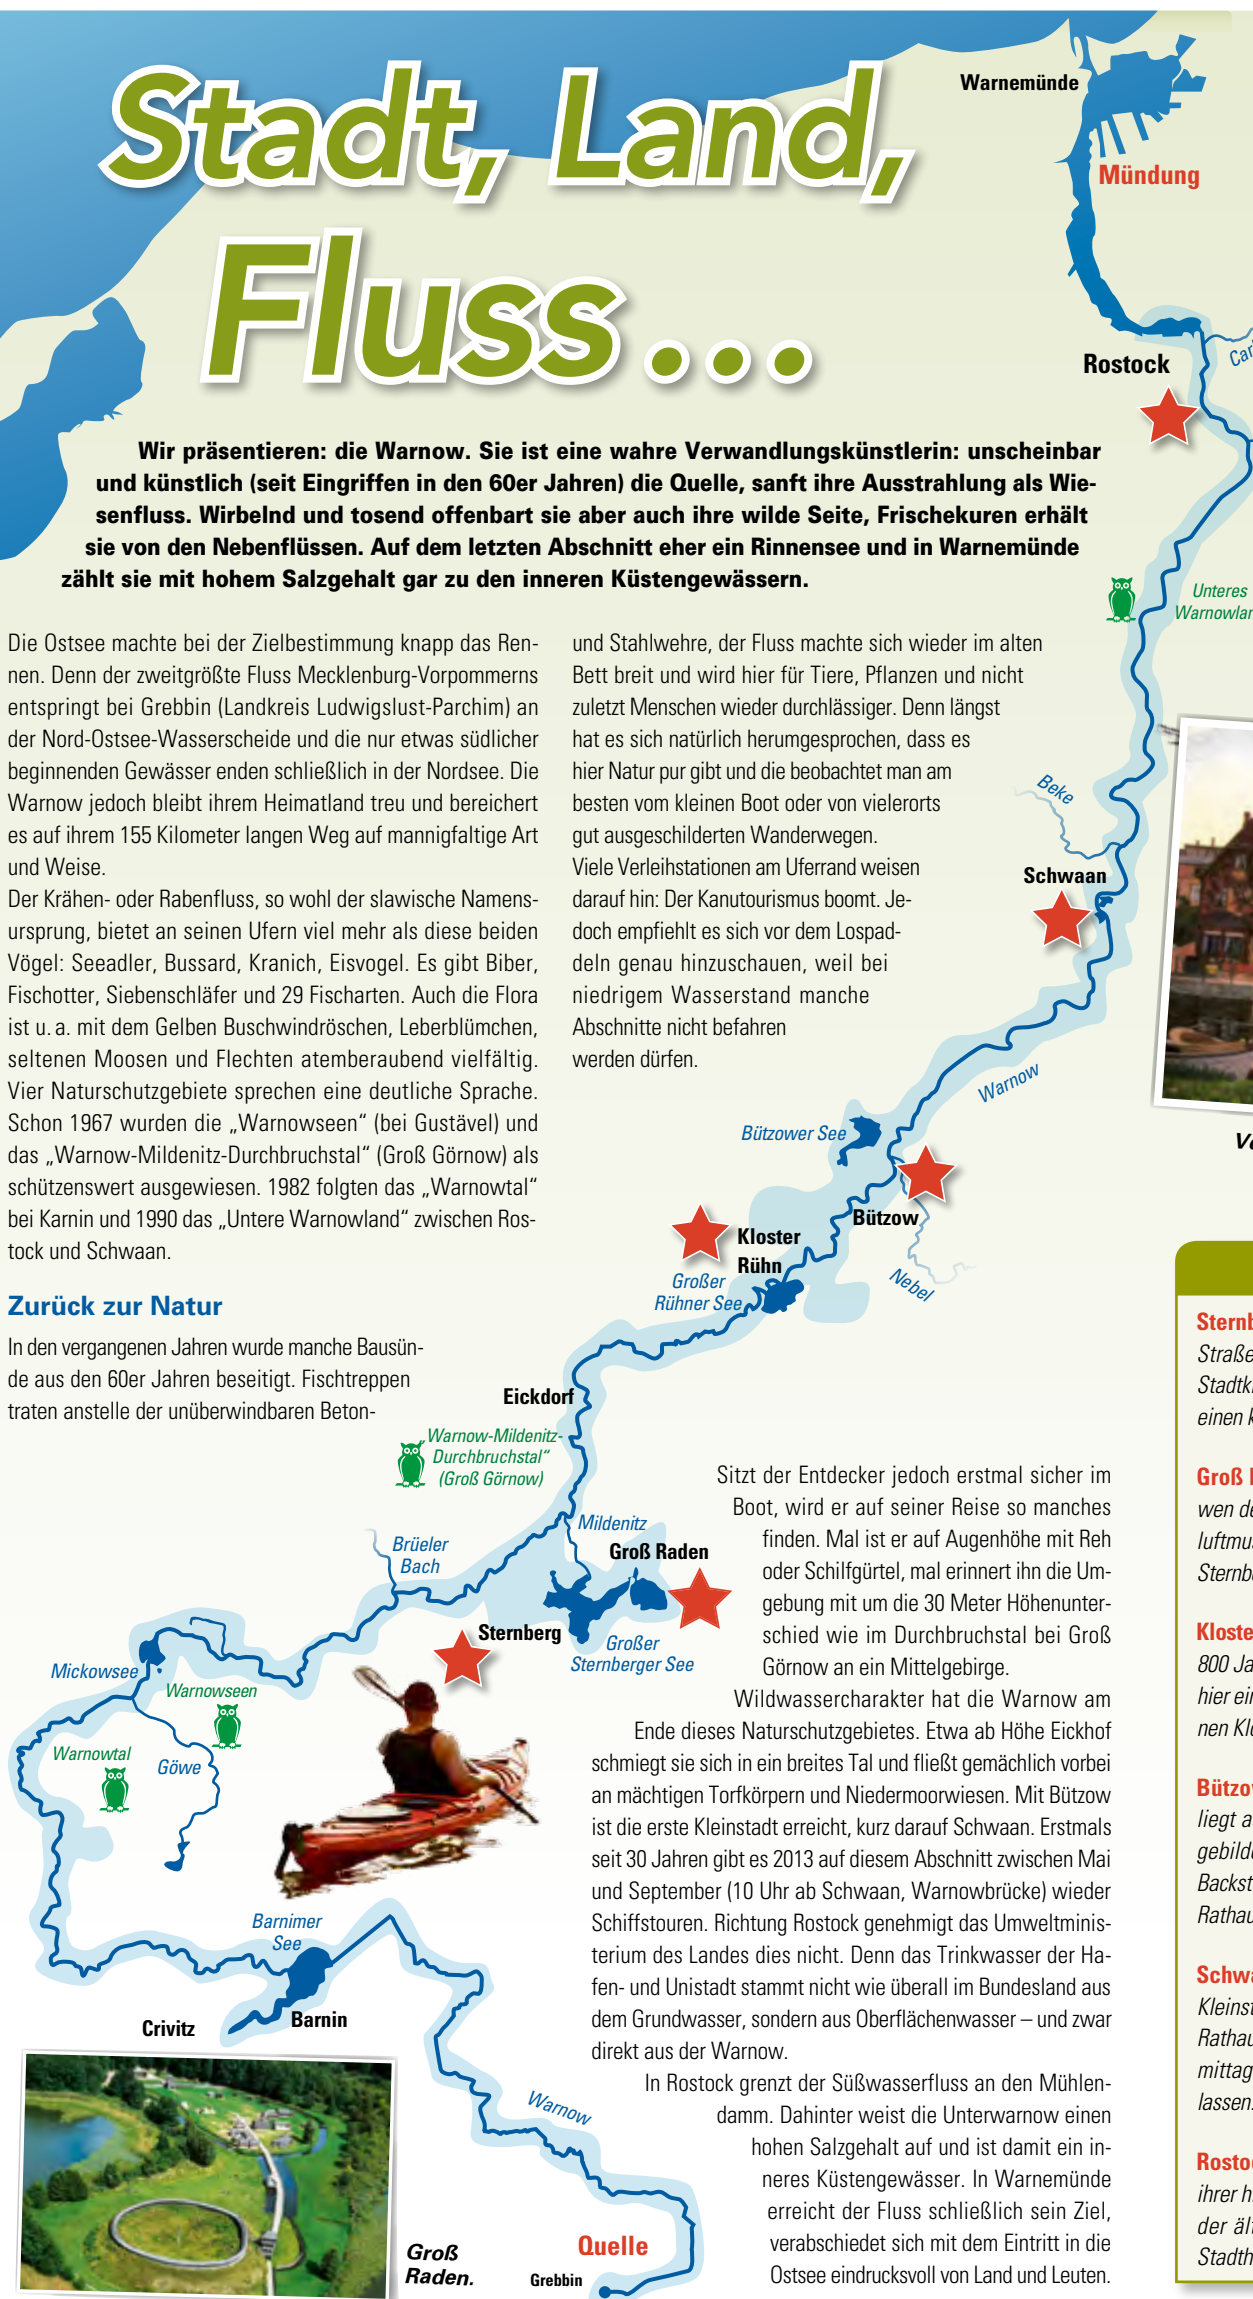 Stadt, Land,
Fluss...
Wir präsentieren: die Warnow. Sie ist eine wahre Verwandlungskünstlerin: unscheinbar
und künstlich (seit Eingriffen in den 60er Jahren) die Quelle, sanft ihre Ausstrahlung als Wie-
senfluss. Wirbelnd und tosend offenbart sie aber auch ihre wilde Seite, Frischekuren erhält
sie von den Nebenflüssen. Auf dem letzten Abschnitt eher ein Rinnensee und in Warnemünde
zählt sie mit hohem Salzgehalt gar zu den inneren Küstengewässern.
Die Ostsee machte bei der Zielbestimmung knapp das Ren-
nen. Denn der zweitgrößte Fluss Mecklenburg-Vorpommerns
entspringt bei Grebbin (Landkreis Ludwigslust-Parchim) an
der Nord-Ostsee-Wasserscheide und die nur etwas südlicher
beginnenden Gewässer enden schließlich in der Nordsee. Die
Warnow jedoch bleibt ihrem Heimatland treu und bereichert
es auf ihrem 155 Kilometer langen Weg auf mannigfaltige Art
und Weise.
Der Krähen- oder Rabenfluss, so wohl der slawische Namens-
ursprung, bietet an seinen Ufern viel mehr als diese beiden
Vögel: Seeadler, Bussard, Kranich, Eisvogel. Es gibt Biber,
Fischotter, Siebenschläfer und 29 Fischarten. Auch die Flora
ist u. a. mit dem Gelben Buschwindröschen, Leberblümchen,
seltenen Moosen und Flechten atemberaubend vielfältig.
Vier Naturschutzgebiete sprechen eine deutliche Sprache.
Schon 1967 wurden die „Warnowseen“ (bei Gustävel) und
das „Warnow-Mildenitz-Durchbruchstal“ (Groß Görnow) als
schützenswert ausgewiesen. 1982 folgten das „Warnowtal“
bei Karnin und 1990 das „Untere Warnowland“ zwischen Ros-
tock und Schwaan.
Zurück zur Natur
In den vergangenen Jahren wurde manche Bausün-
de aus den 60er Jahren beseitigt. Fischtreppen
traten anstelle der unüberwindbaren Beton-
und Stahlwehre, der Fluss machte sich wieder im alten
Bett breit und wird hier für Tiere, Pflanzen und nicht
zuletzt Menschen wieder durchlässiger. Denn längst
hat es sich natürlich herumgesprochen, dass es
hier Natur pur gibt und die beobachtet man am
besten vom kleinen Boot oder von vielerorts
gut ausgeschilderten Wanderwegen.
Viele Verleihstationen am Uferrand weisen
darauf hin: Der Kanutourismus boomt. Je-
doch empfiehlt es sich vor dem Lospad-
deln genau hinzuschauen, weil bei
niedrigem Wasserstand manche
Abschnitte nicht befahren
werden dürfen.
Sitzt der Entdecker jedoch erstmal sicher im
Boot, wird er auf seiner Reise so manches
finden. Mal ist er auf Augenhöhe mit Reh
oder Schilfgürtel, mal erinnert ihn die Um-
gebung mit um die 30 Meter Höhenunter-
schied wie im Durchbruchstal bei Groß
Görnow an ein Mittelgebirge.
Wildwassercharakter hat die Warnow am
Ende dieses Naturschutzgebietes. Etwa ab Höhe Eickhof
schmiegt sie sich in ein breites Tal und fließt gemächlich vorbei
an mächtigen Torfkörpern und Niedermoorwiesen. Mit Bützow
ist die erste Kleinstadt erreicht, kurz darauf Schwaan. Erstmals
seit 30 Jahren gibt es 2013 auf diesem Abschnitt zwischen Mai
und September (10 Uhr ab Schwaan, Warnowbrücke) wieder
Schiffstouren. Richtung Rostock genehmigt das Umweltminis-
terium des Landes dies nicht. Denn das Trinkwasser der Ha-
fen- und Unistadt stammt nicht wie überall im Bundesland aus
dem Grundwasser, sondern aus Oberflächenwasser – und zwar
direkt aus der Warnow.
In Rostock grenzt der Süßwasserfluss an den Mühlen-
damm. Dahinter weist die Unterwarnow einen
hohen Salzgehalt auf und ist damit ein in-
neres Küstengewässer. In Warnemünde
erreicht der Fluss schließlich sein Ziel,
verabschiedet sich mit dem Eintritt in die
Ostsee eindrucksvoll von Land und Leuten.
Warnemünde
Mündung
Rostock
Unteres
Beke
Schwaan
Warnow
Bützower See
Bützow
Kloster
Rühn
Großer
Rühner See
Nebel
Eickdorf
„Warnow-Mildenitz-
Durchbruchstal“
(Groß Görnow)
Mildenitz
Brüeler
Bach
Groß Raden
Sternberg
Großer
Sternberger See
Mickowsee
Warnowseen
Warnowtal
Göwe
Barnimer
See
Crivitz
Barnin
Warnow
Quelle
Grebbin
Groß
Raden.
Straße
einen
Groß
800
hier
liegt
Rathau
ihrer
der